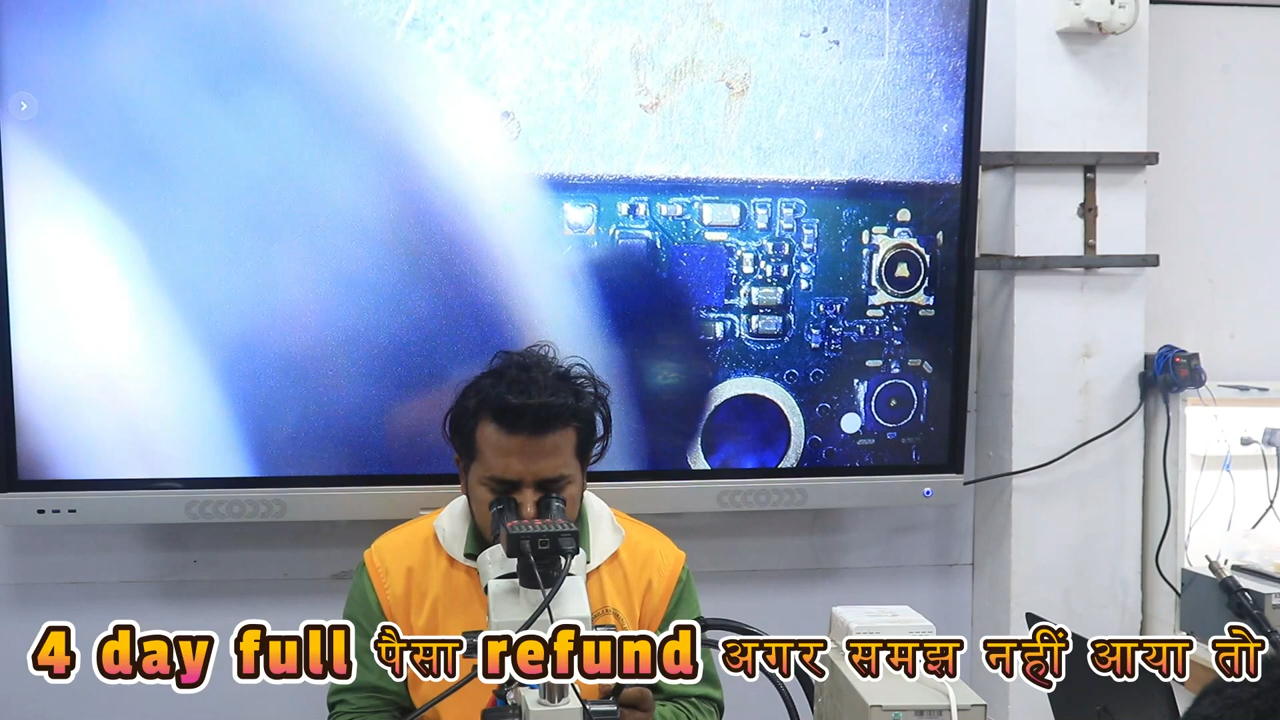 4 day full पैसा refund अगर समझ नहीं आया तो